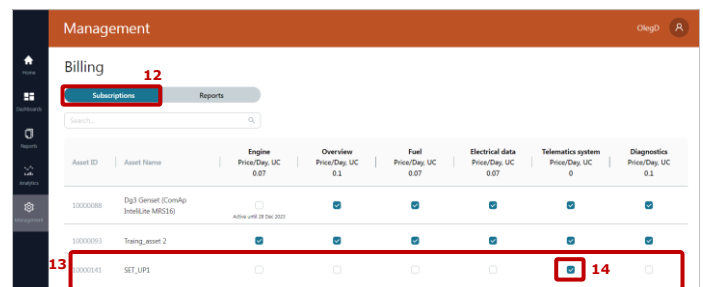 Management
OlegD
Home
Dashboards
Reports
Analytics
Management
Billing
12
Subscriptions
Reports
Search...
Asset ID
Asset Name
Engine
Price/Day, UC
0.07
Overview
Price/Day, UC
0.1
Fuel
Price/Day, UC
0.07
Electrical data
Price/Day, UC
0.07
Telematics system
Price/Day, UC
0
Diagnostics
Price/Day, UC
0.1
10000088
Dg3 Genset (ComAp
InteliLite MRS16)
Active until 28 Dec 2023
10000093
Traing_asset 2
13
10000141
SET_UP1
14